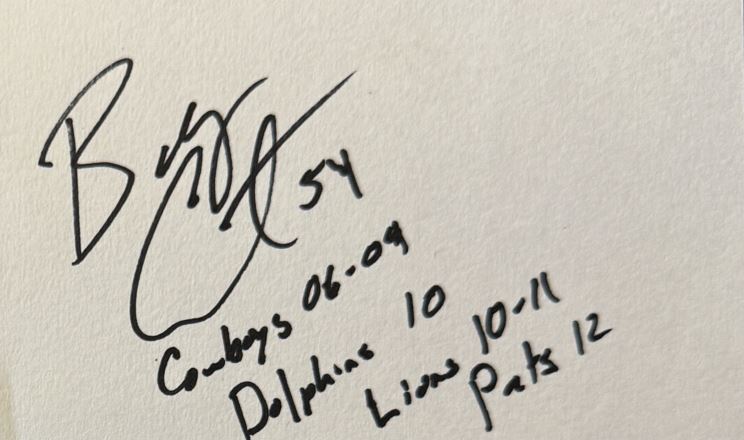 54
Cowboys 06-09
Dolphins 10
Lions 10-11
Pats 12